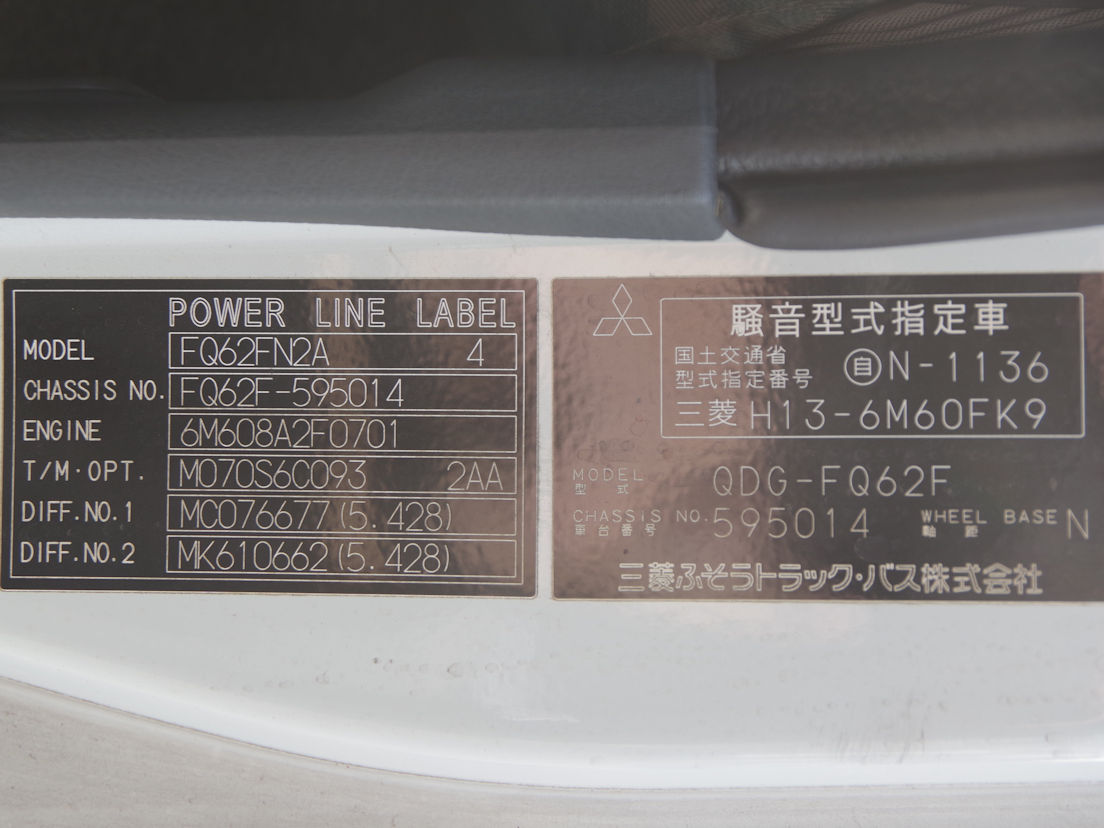 POWER LINE LABEL
MODEL FQ62FN2A 4
CHASSIS NO. FQ62F-595014
ENGINE 6M608A2F0701
T/M·OPT. M070S6C093 2AA
DIFF.NO.1 MC076677(5.428)
DIFF.NO.2 MK610662(5.428)
騒音型式指定車
国土交通省
型式指定番号 自N-1136
三菱 H13-6M60FK9
MODEL QDG-FQ62F
型式
CHASSIS NO. 595014 WHEEL BASE N
車台番号 軸距
三菱ふそうトラック・バス株式会社